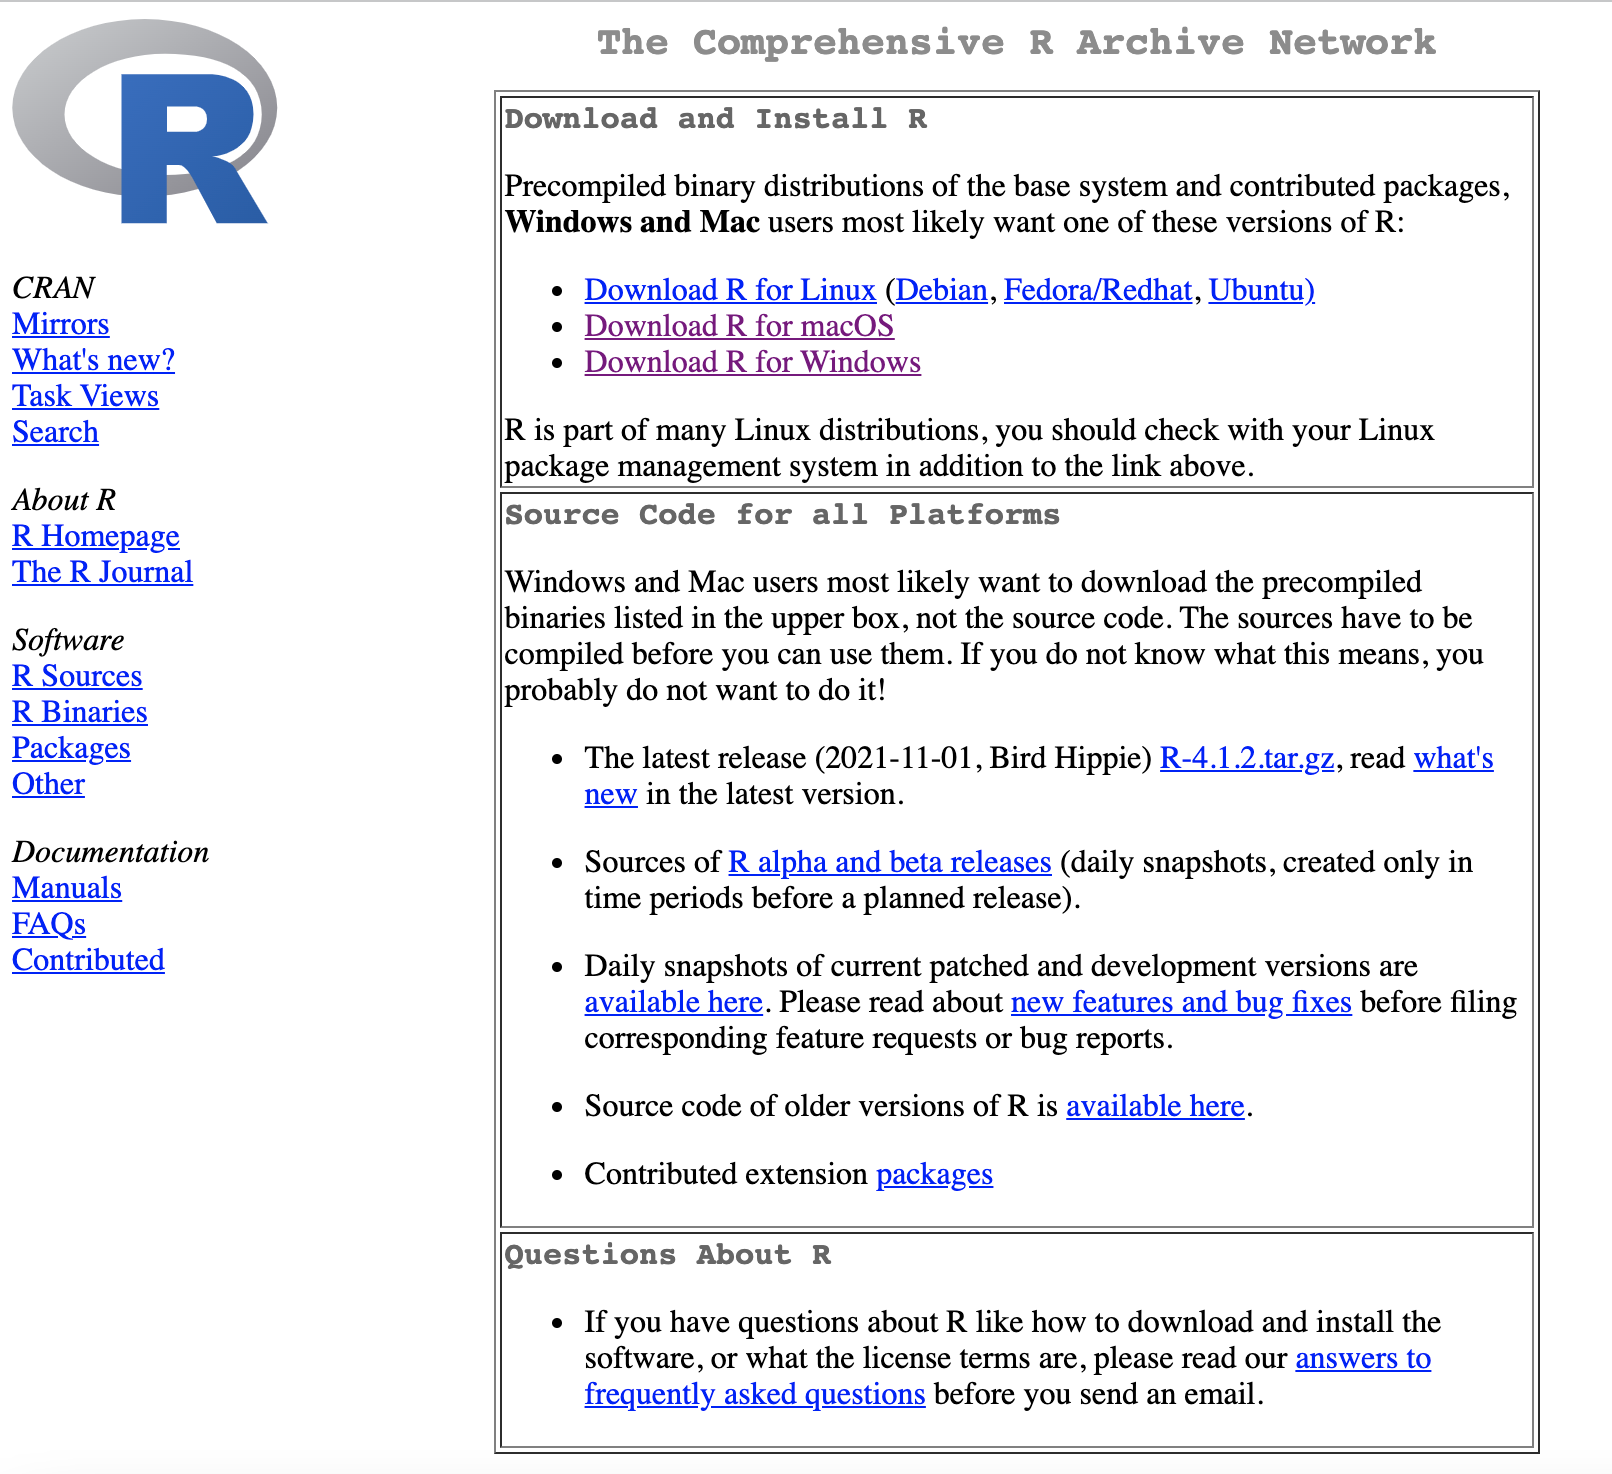 R
The Comprehensive R Archive Network
CRAN
Mirrors
What's new?
Task Views
Search
About R
R Homepage
The R Journal
Software
R Sources
R Binaries
Packages
Other
Documentation
Manuals
FAQs
Contributed
Download and Install R
Precompiled binary distributions of the base system and contributed packages,
Windows and Mac users most likely want one of these versions of R:
• Download R for Linux (Debian, Fedora/Redhat, Ubuntu)
• Download R for macOS
• Download R for Windows
R is part of many Linux distributions, you should check with your Linux
package management system in addition to the link above.
Source Code for all Platforms
Windows and Mac users most likely want to download the precompiled
binaries listed in the upper box, not the source code. The sources have to be
compiled before you can use them. If you do not know what this means, you
probably do not want to do it!
• The latest release (2021-11-01, Bird Hippie) R-4.1.2.tar.gz, read what's
new in the latest version.
• Sources of R alpha and beta releases (daily snapshots, created only in
time periods before a planned release).
• Daily snapshots of current patched and development versions are
available here. Please read about new features and bug fixes before filing
corresponding feature requests or bug reports.
• Source code of older versions of R is available here.
• Contributed extension packages
Questions About R
• If you have questions about R like how to download and install the
software, or what the license terms are, please read our answers to
frequently asked questions before you send an email.